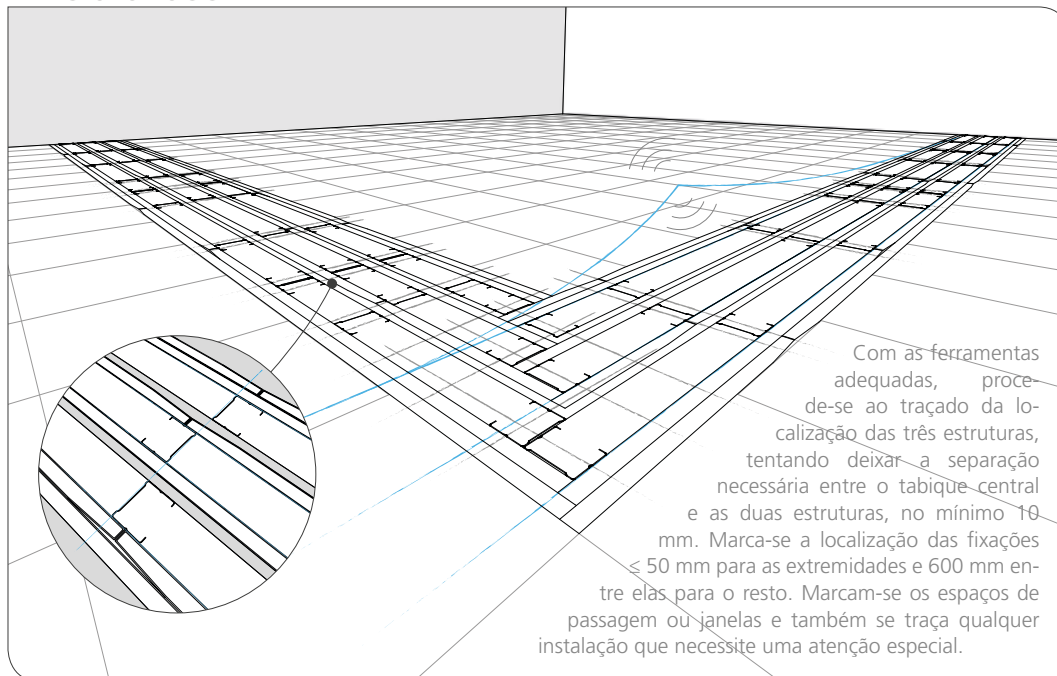 Com as ferramentas
adequadas, proce-
de-se ao traçado da lo-
calização das três estruturas,
tentando deixar a separação
necessária entre o tabique central
e as duas estruturas, no mínimo 10
mm. Marca-se a localização das fixações
≤ 50 mm para as extremidades e 600 mm en-
tre elas para o resto. Marcam-se os espaços de
passagem ou janelas e também se traça qualquer
instalação que necessite uma atenção especial.